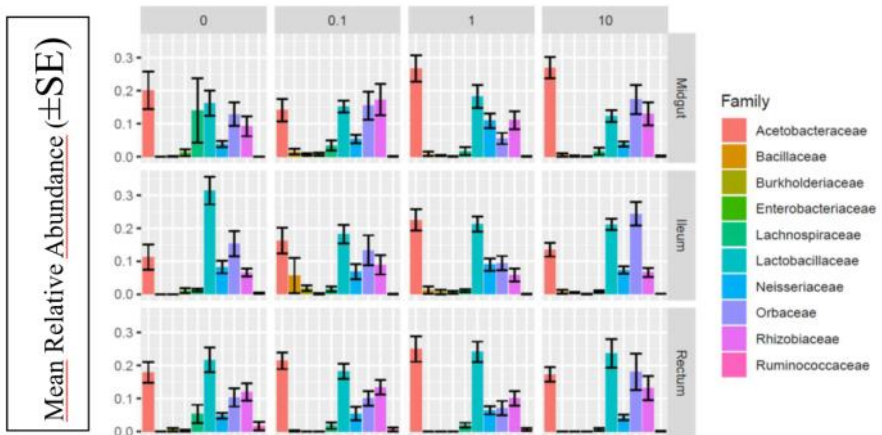 Mean Relative Abundance (±SE)
0 0.1 1 10
0.3
0.2
0.1
0.0
Midgut
0.3
0.2
0.1
0.0
Ileum
0.3
0.2
0.1
0.0
Rectum
Family
Acetobacteraceae
Bacillaceae
Burkholderiaceae
Enterobacteriaceae
Lachnospiraceae
Lactobacillaceae
Neisseriaceae
Orbaceae
Rhizobiaceae
Ruminococcaceae